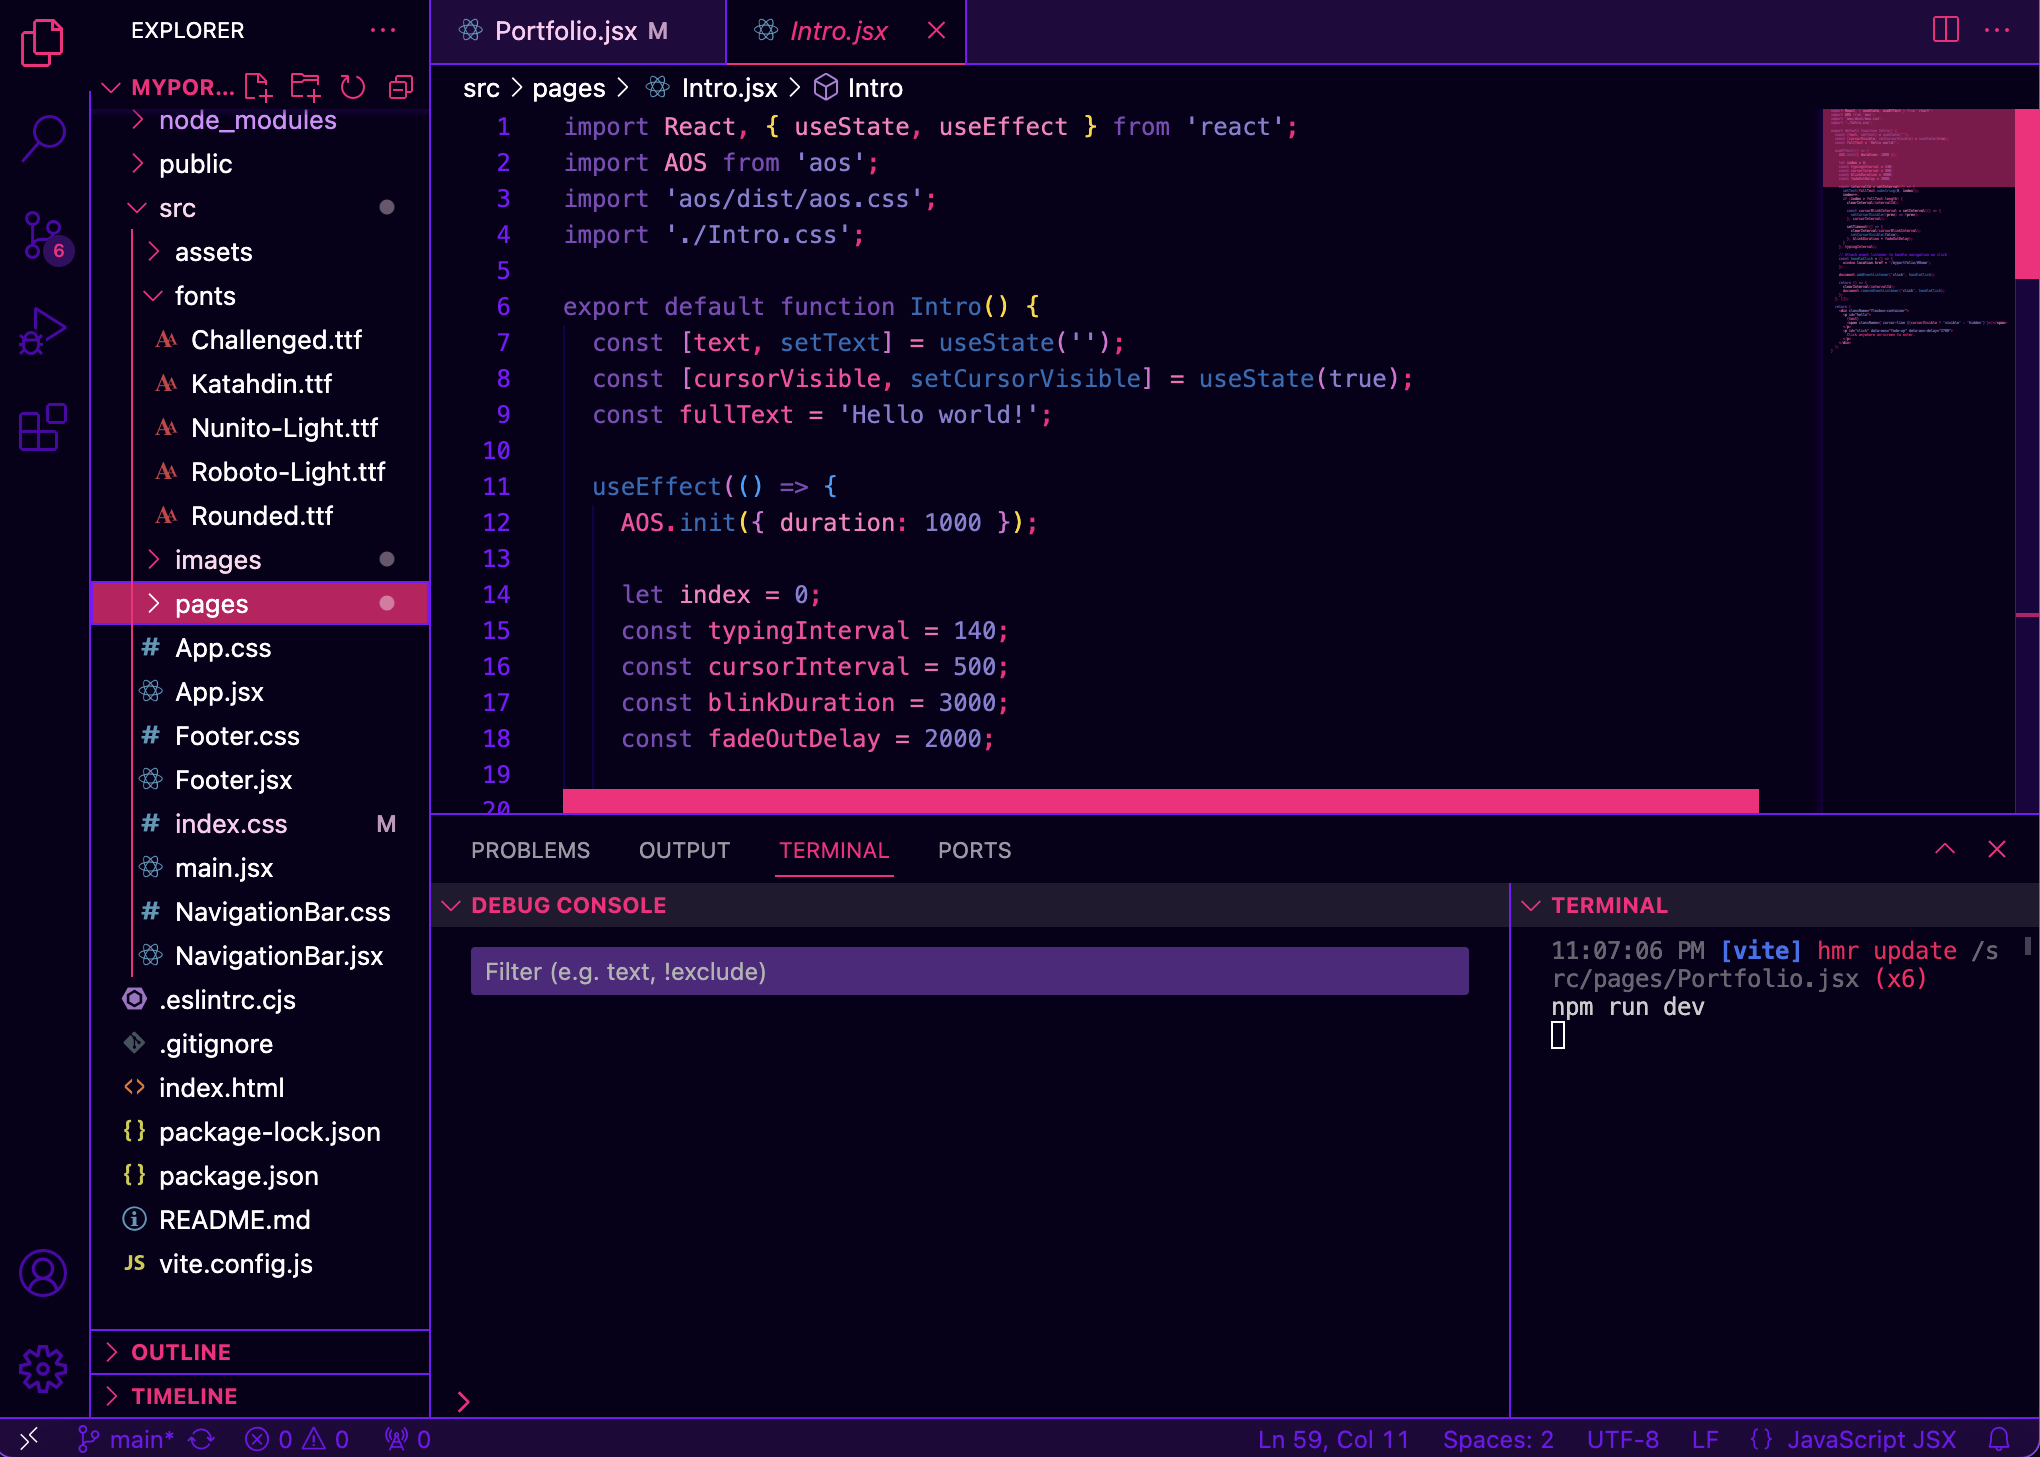 EXPLORER
MYPOR...
node_modules
public
src
assets
fonts
Challenged.ttf
Katahdin.ttf
Nunito-Light.ttf
Roboto-Light.ttf
Rounded.ttf
images
pages
# App.css
App.jsx
# Footer.css
Footer.jsx
# index.css M
main.jsx
# NavigationBar.css
NavigationBar.jsx
.eslintrc.cjs
.gitignore
<> index.html
{} package-lock.json
{} package.json
README.md
JS vite.config.js
OUTLINE
TIMELINE
6
Portfolio.jsx M
Intro.jsx
src > pages > Intro.jsx > Intro
1 import React, { useState, useEffect } from 'react';
2 import AOS from 'aos';
3 import 'aos/dist/aos.css';
4 import './Intro.css';
5
6 export default function Intro() {
7 const [text, setText] = useState('');
8 const [cursorVisible, setCursorVisible] = useState(true);
9 const fullText = 'Hello world!';
10
11 useEffect(() => {
12 AOS.init({ duration: 1000 });
13
14 let index = 0;
15 const typingInterval = 140;
16 const cursorInterval = 500;
17 const blinkDuration = 3000;
18 const fadeOutDelay = 2000;
19
20
PROBLEMS OUTPUT TERMINAL PORTS
DEBUG CONSOLE
Filter (e.g. text, !exclude)
TERMINAL
11:07:06 PM [vite] hmr update /s
rc/pages/Portfolio.jsx (x6)
npm run dev
main* 0 0 0 Ln 59, Col 11 Spaces: 2 UTF-8 LF {} JavaScript JSX